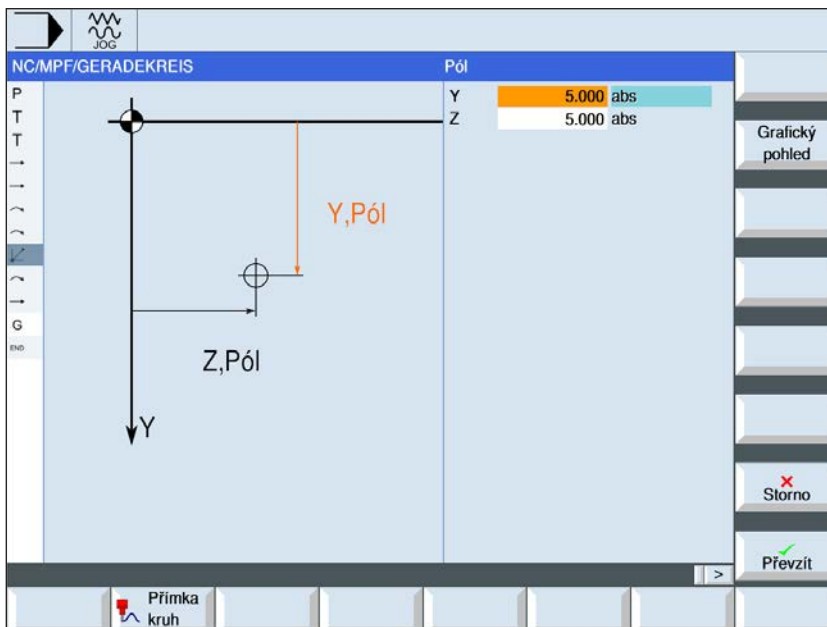 JOG
NC/MPF/GERADEKREIS
Pól
P
T
T
G
END
Y,Pól
Z,Pól
Y
Y 5.000 abs
Z 5.000 abs
Grafický
pohled
Storno
Převzít
>
Přímka
kruh